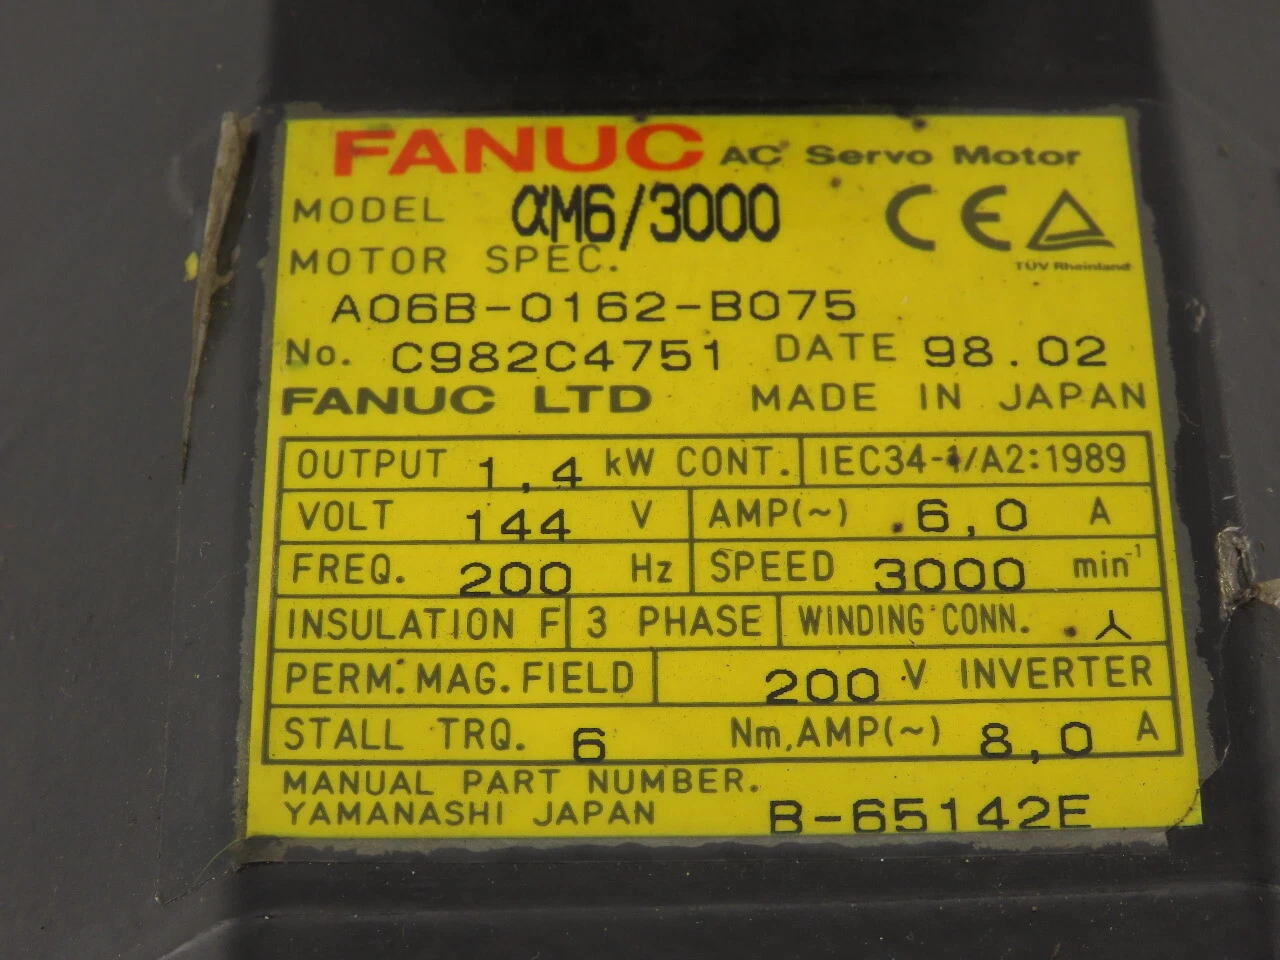 FANUC AC Servo Motor
MODEL αM6/3000
CE
TÜV Rheinland
MOTOR SPEC.
A06B-0162-B075
No. C982C4751 DATE 98.02
FANUC LTD MADE IN JAPAN
OUTPUT 1,4 kW CONT. IEC34-1/A2:1989
VOLT 144 V AMP(~) 6,0 A
FREQ. 200 Hz SPEED 3000 min⁻¹
INSULATION F 3 PHASE WINDING CONN. ⅄
PERM.MAG.FIELD 200 V INVERTER
STALL TRQ. 6 Nm,AMP(~) 8,0 A
MANUAL PART NUMBER.
YAMANASHI JAPAN B-65142E